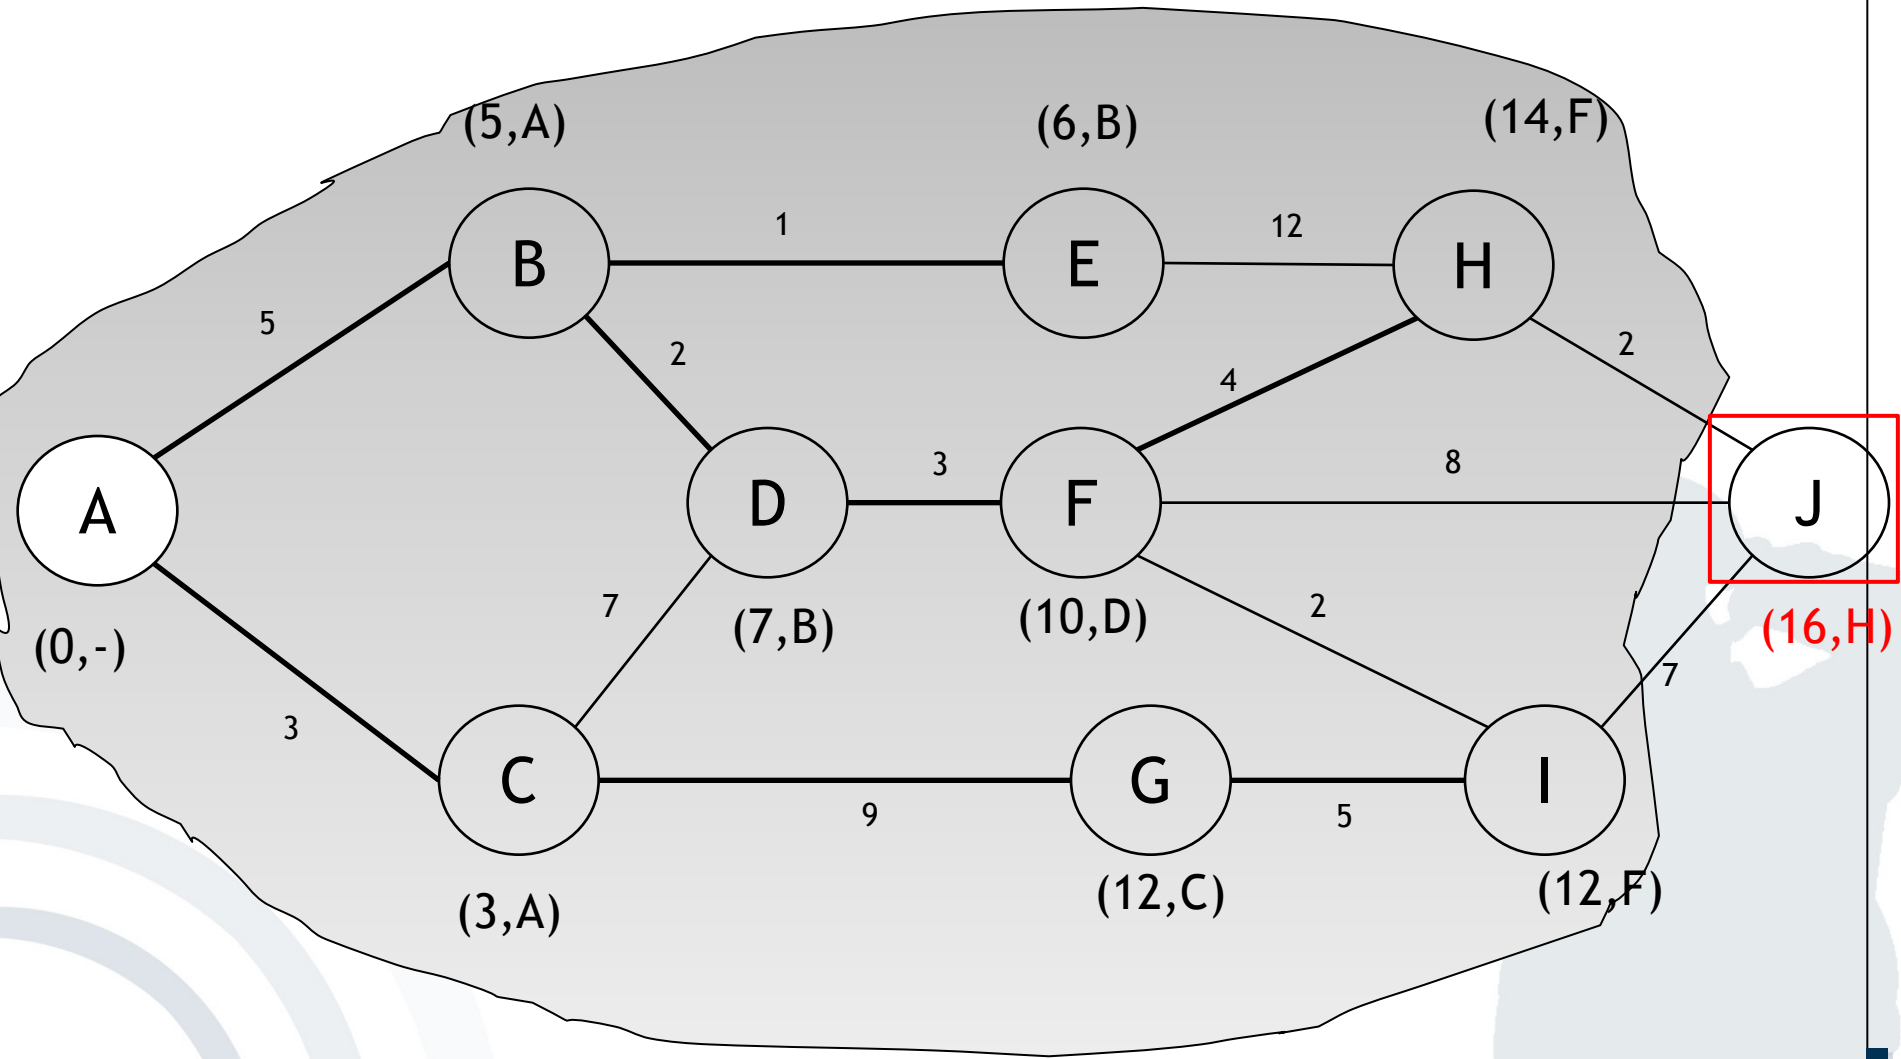 (5,A)
(6,B)
(14,F)
B
1
E
12
H
5
2
2
4
A
D
3
F
8
J
(0,-)
7
(7,B)
(10,D)
2
(16,H)
7
3
C
9
G
5
I
(3,A)
(12,C)
(12,F)